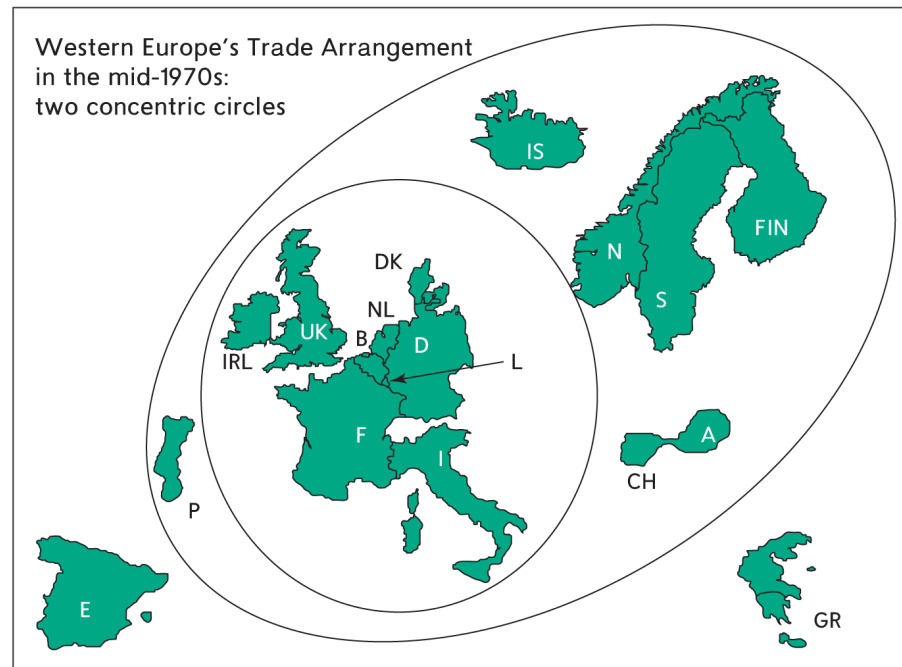 Western Europe's Trade Arrangement
in the mid-1970s:
two concentric circles
IS
FIN
N
S
DK
NL
UK
B
D
IRL
L
F
A
I
CH
P
E
GR